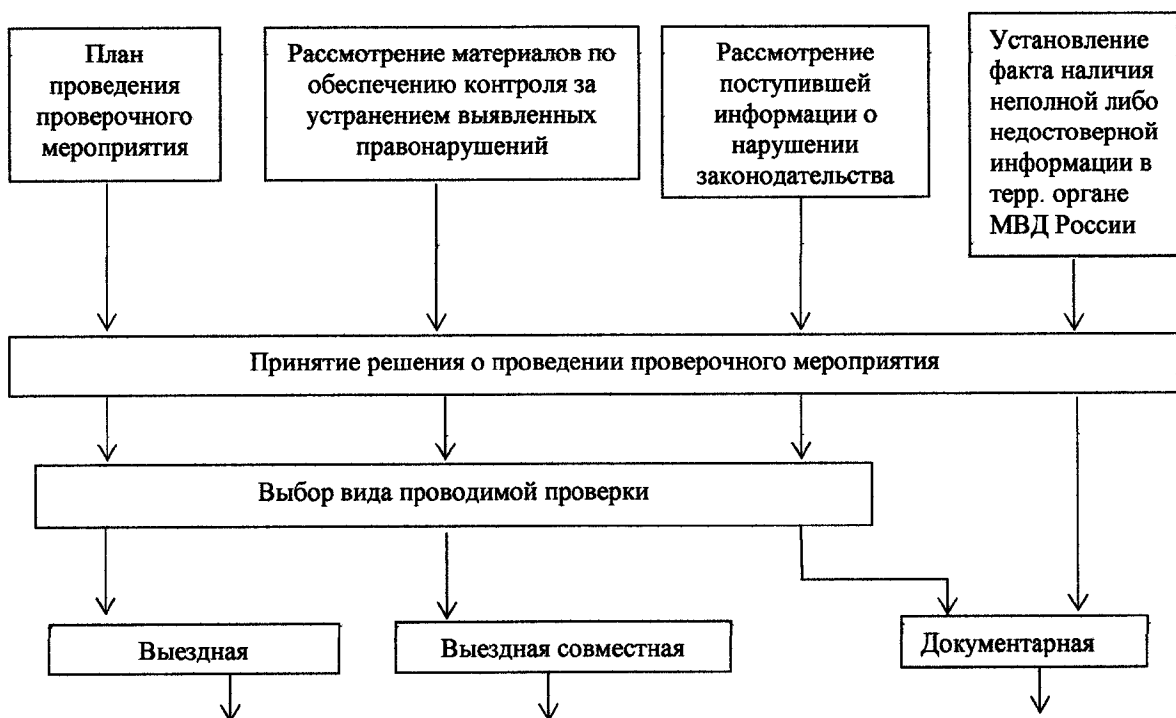 План
проведения
проверочного
мероприятия
Рассмотрение материалов по
обеспечению контроля за
устранением выявленных
правонарушений
Рассмотрение
поступившей
информации о
нарушении
законодательства
Установление
факта наличия
неполной либо
недостоверной
информации в
терр. органе
МВД России
Принятие решения о проведении проверочного мероприятия
Выбор вида проводимой проверки
Выездная
Выездная совместная
Документарная